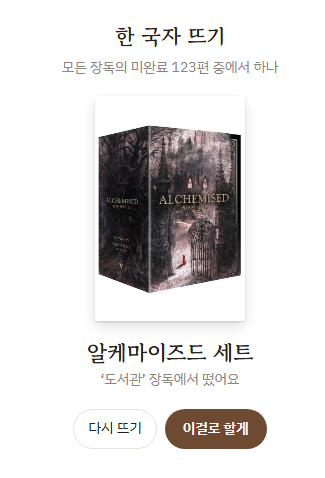 한 국자 뜨기
모든 장독의 미완료 123편 중에서 하나
ALCHEMISED
ALCHEMISED
알케마이즈드 세트
‘도서관’ 장독에서 떴어요
다시 뜨기
이걸로 할게